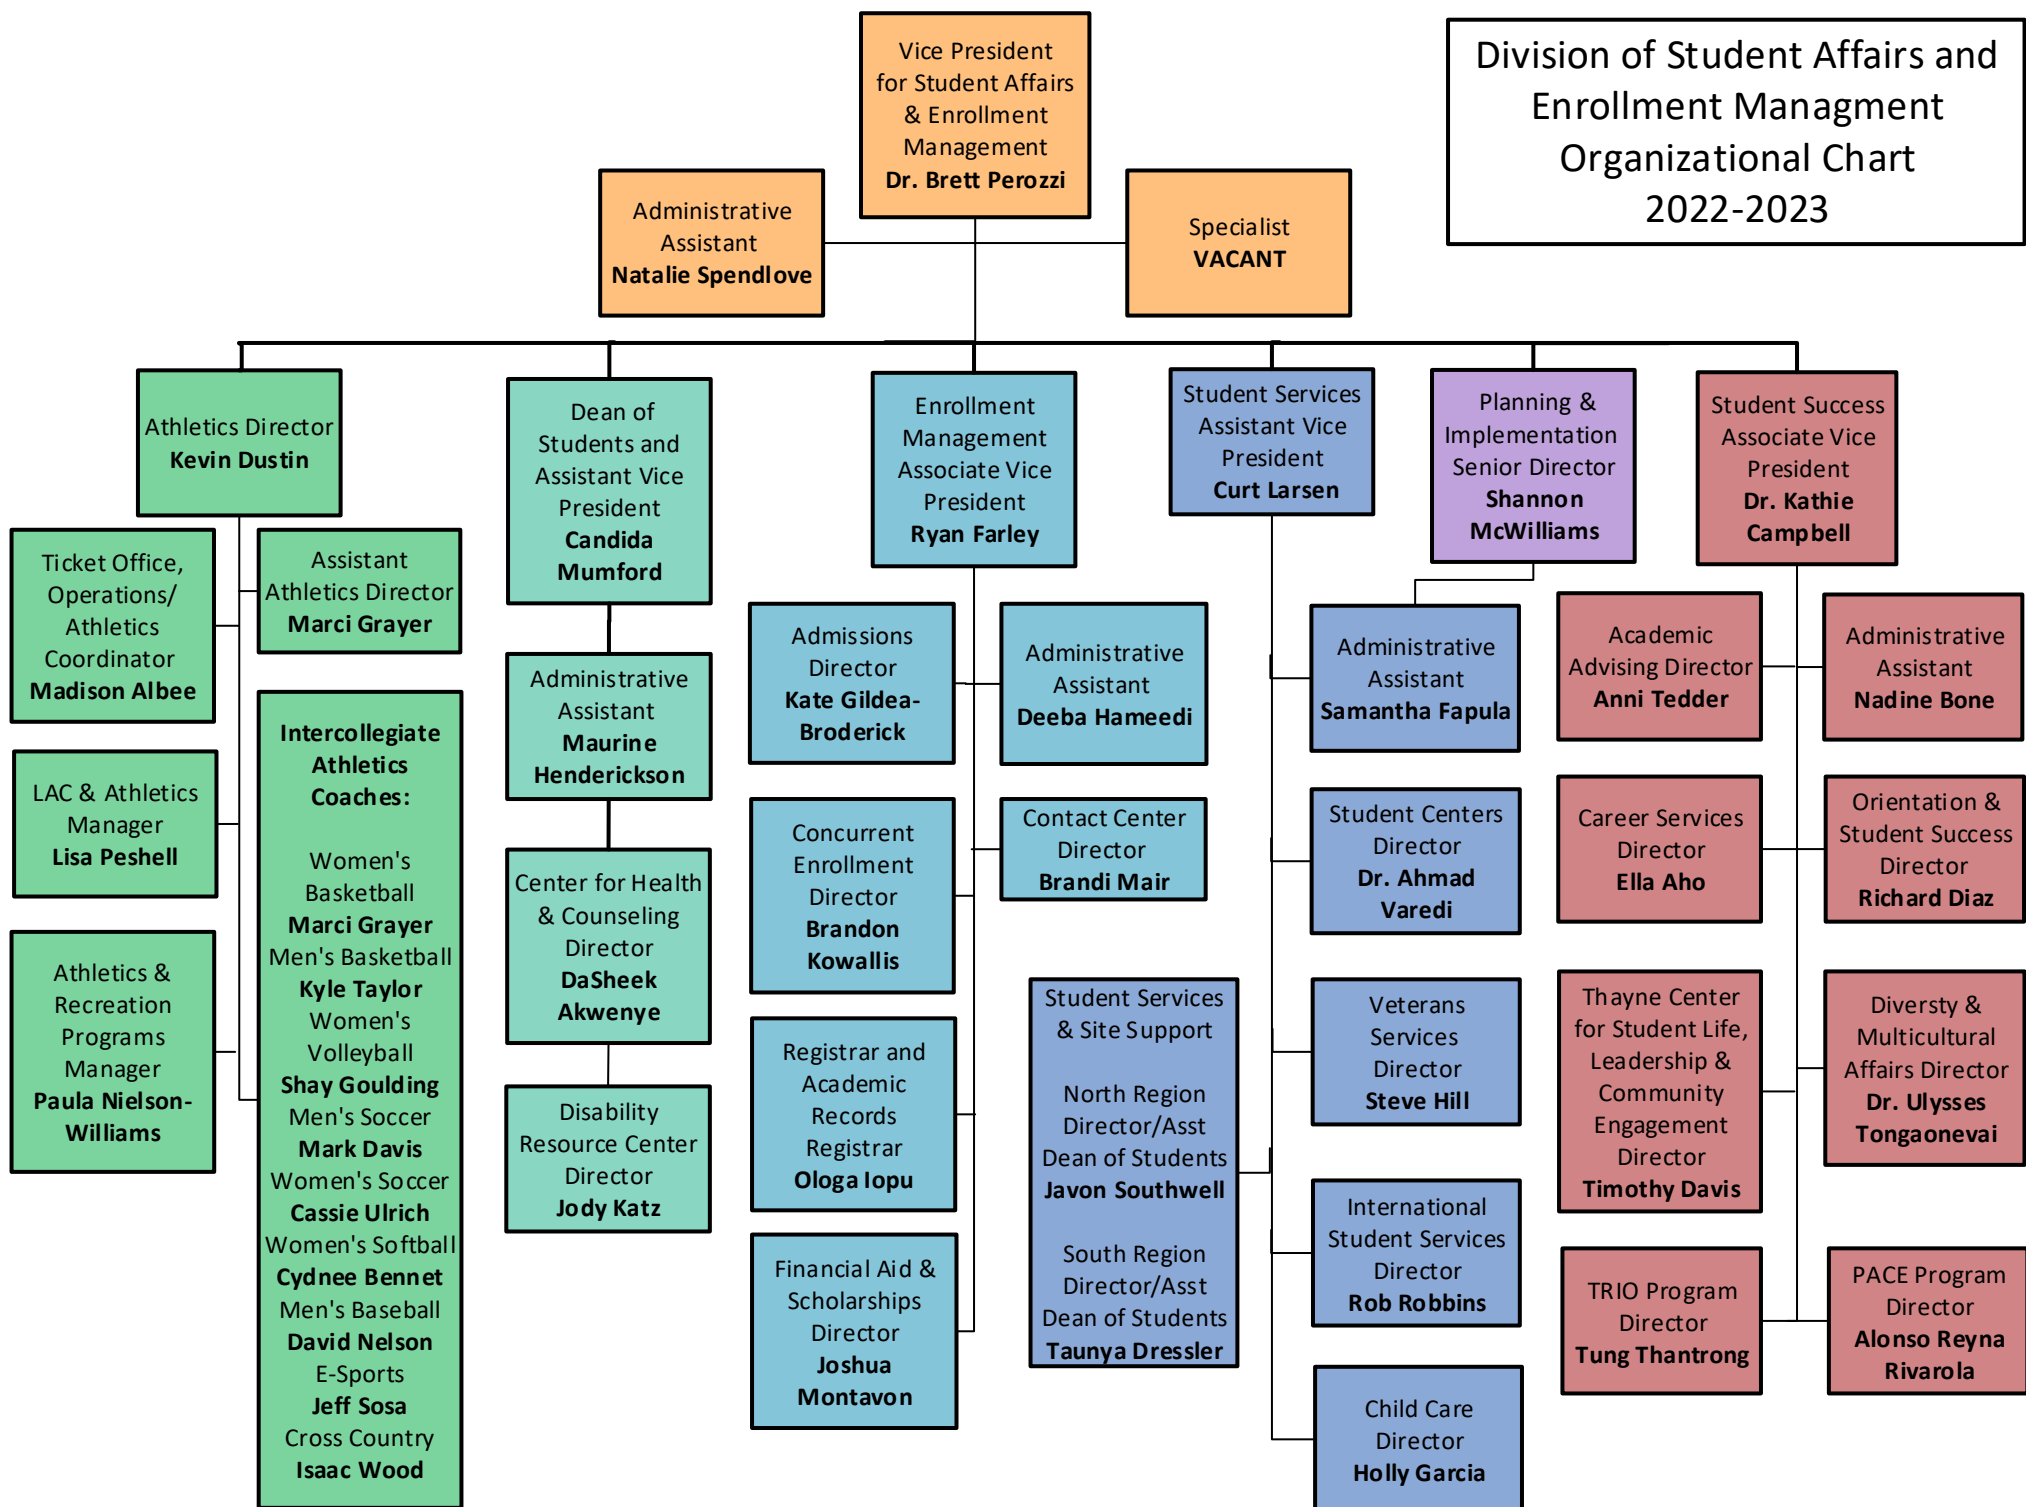 Vice President
for Student Affairs
& Enrollment
Management
Dr. Brett Perozzi
Division of Student Affairs and
Enrollment Managment
Organizational Chart
2022-2023
Administrative
Assistant
Natalie Spendlove
Specialist
VACANT
Athletics Director
Kevin Dustin
Ticket Office,
Operations/
Athletics
Coordinator
Madison Albee
Assistant
Athletics Director
Marci Grayer
LAC & Athletics
Manager
Lisa Peshell
Athletics &
Recreation
Programs
Manager
Paula Nielson-
Williams
Intercollegiate
Athletics
Coaches:
Women's
Basketball
Marci Grayer
Men's Basketball
Kyle Taylor
Women's
Volleyball
Shay Goulding
Men's Soccer
Mark Davis
Women's Soccer
Cassie Ulrich
Women's Softball
Cydnee Bennet
Men's Baseball
David Nelson
E-Sports
Jeff Sosa
Cross Country
Isaac Wood
Dean of
Students and
Assistant Vice
President
Candida
Mumford
Administrative
Assistant
Maurine
Henderickson
Center for Health
& Counseling
Director
DaSheek
Akwenye
Disability
Resource Center
Director
Jody Katz
Enrollment
Management
Associate Vice
President
Ryan Farley
Admissions
Director
Kate Gildea-
Broderick
Administrative
Assistant
Deeba Hameedi
Concurrent
Enrollment
Director
Brandon
Kowallis
Contact Center
Director
Brandi Mair
Registrar and
Academic
Records
Registrar
Ologa Iopu
Financial Aid &
Scholarships
Director
Joshua
Montavon
Student Services
Assistant Vice
President
Curt Larsen
Administrative
Assistant
Samantha Fapula
Student Centers
Director
Dr. Ahmad
Varedi
Student Services
& Site Support
North Region
Director/Asst
Dean of Students
Javon Southwell
South Region
Director/Asst
Dean of Students
Taunya Dressler
Veterans
Services
Director
Steve Hill
International
Student Services
Director
Rob Robbins
Child Care
Director
Holly Garcia
Planning &
Implementation
Senior Director
Shannon
McWilliams
Student Success
Associate Vice
President
Dr. Kathie
Campbell
Academic
Advising Director
Anni Tedder
Administrative
Assistant
Nadine Bone
Career Services
Director
Ella Aho
Orientation &
Student Success
Director
Richard Diaz
Thayne Center
for Student Life,
Leadership &
Community
Engagement
Director
Timothy Davis
Diversty &
Multicultural
Affairs Director
Dr. Ulysses
Tongaonevai
TRIO Program
Director
Tung Thantrong
PACE Program
Director
Alonso Reyna
Rivarola